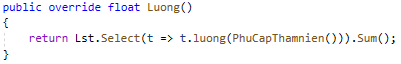 public override float Luong()
{
return Lst.Select(t => t.luong(PhuCapThamnien())).Sum();
}